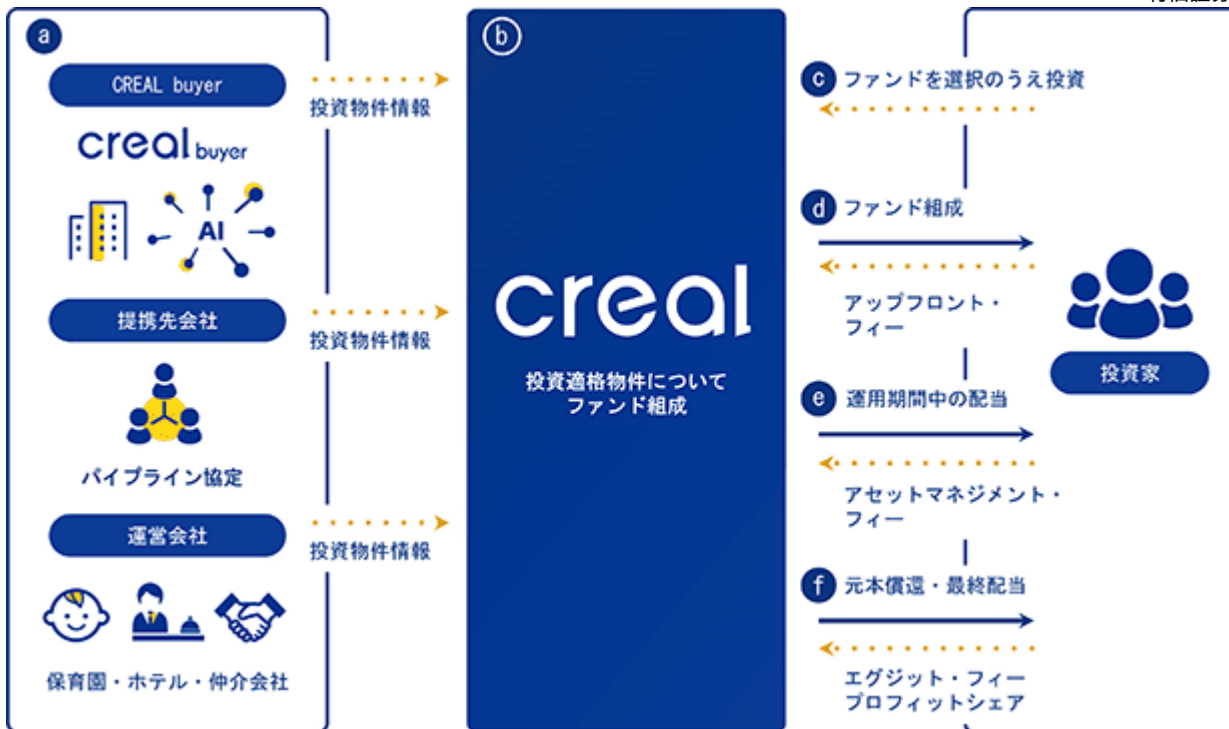 a
CREAL buyer
creal buyer
AI
提携先会社
パイプライン協定
運営会社
保育園・ホテル・仲介会社
投資物件情報
投資物件情報
投資物件情報
b
creal
投資適格物件について
ファンド組成
c ファンドを選択のうえ投資
d ファンド組成
アップフロント・
フィー
e 運用期間中の配当
アセットマネジメント・
フィー
f 元本償還・最終配当
エグジット・フィー
プロフィットシェア
投資家